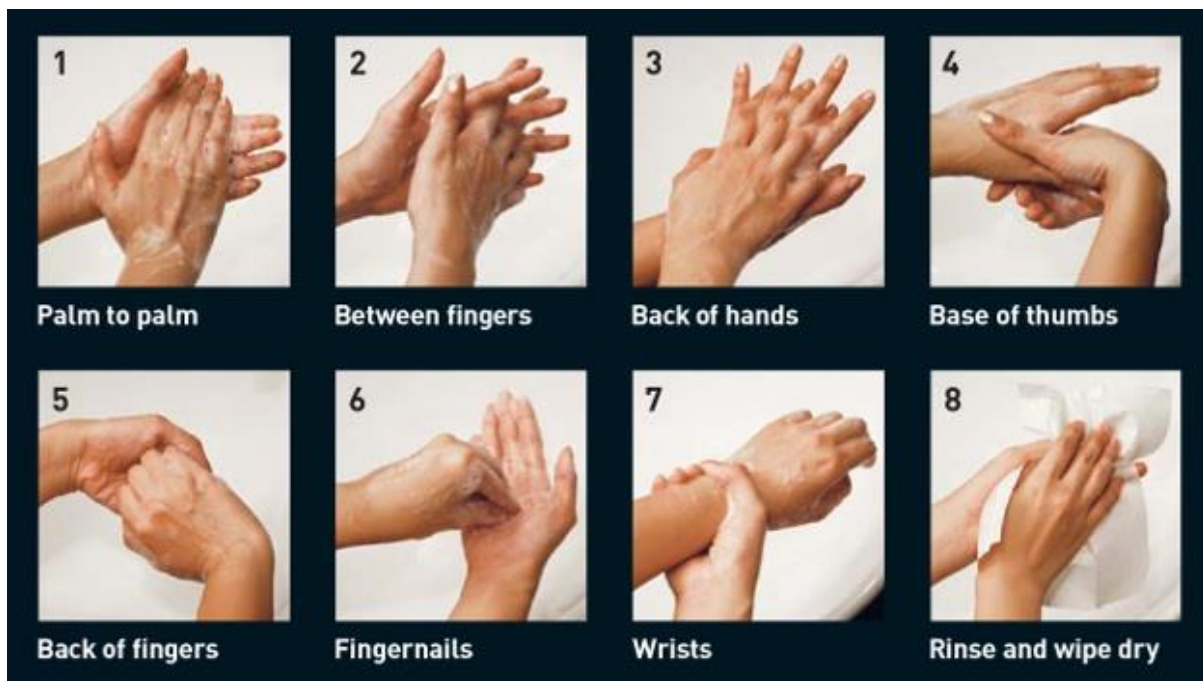 1
Palm to palm
2
Between fingers
3
Back of hands
4
Base of thumbs
5
Back of fingers
6
Fingernails
7
Wrists
8
Rinse and wipe dry